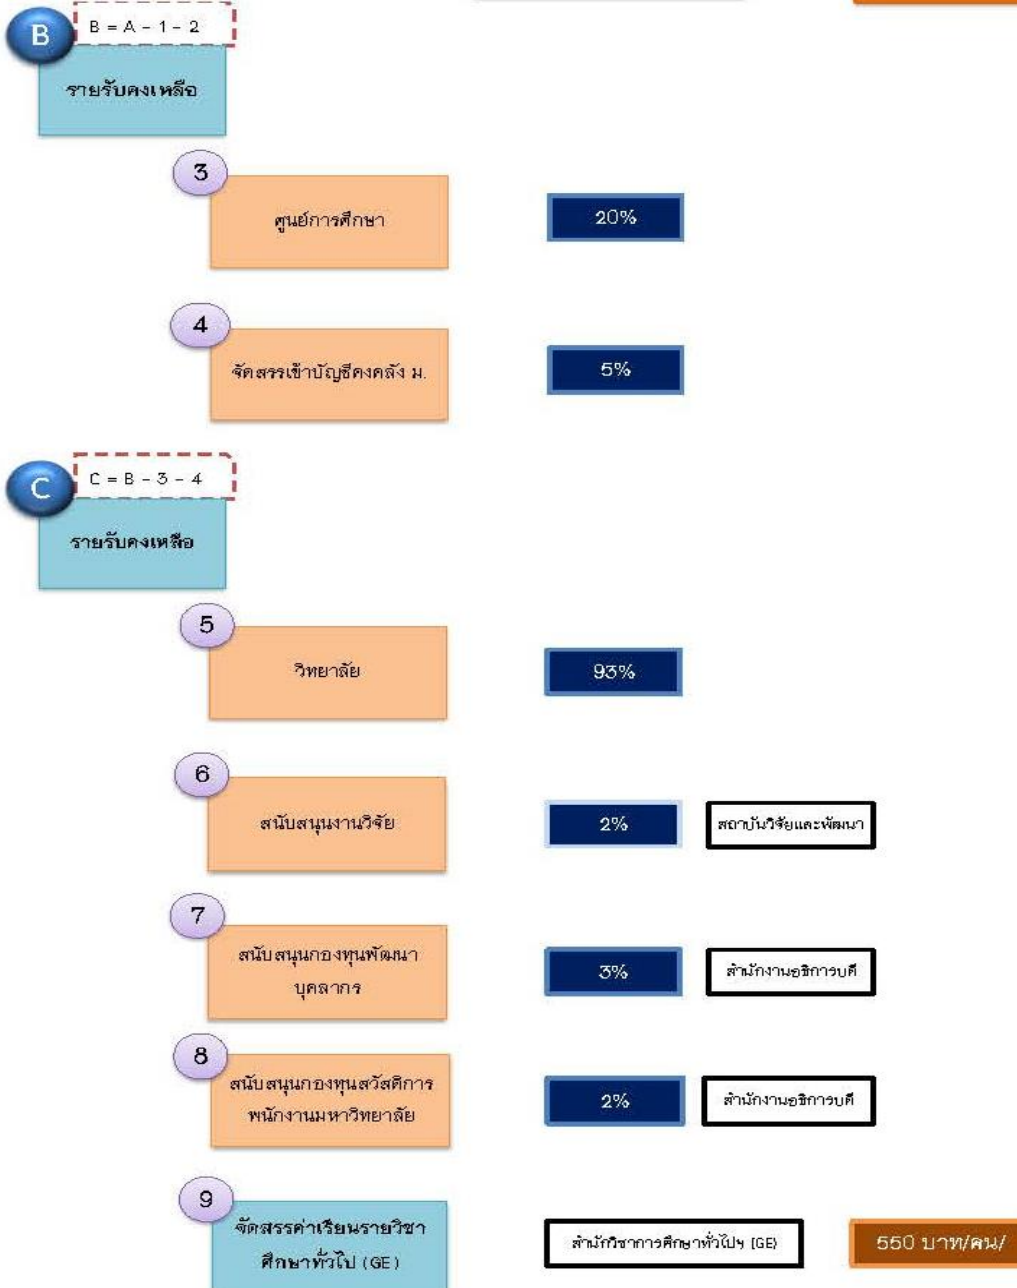 B
B = A - 1 - 2
รายรับคงเหลือ
3
ศูนย์การศึกษา
20%
4
จัดสรรเข้าบัญชีคงคลัง ม.
5%
C
C = B - 3 - 4
รายรับคงเหลือ
5
วิทยาลัย
93%
6
สนับสนุนงานวิจัย
2%
สถาบันวิจัยและพัฒนา
7
สนับสนุนกองทุนพัฒนา
บุคลากร
3%
สำนักงานอธิการบดี
8
สนับสนุนกองทุนสวัสดิการ
พนักงานมหาวิทยาลัย
2%
สำนักงานอธิการบดี
9
จัดสรรค่าเรียนรายวิชา
ศึกษาทั่วไป (GE)
สำนักวิชาการศึกษาทั่วไปฯ (GE)
550 บาท/คน/